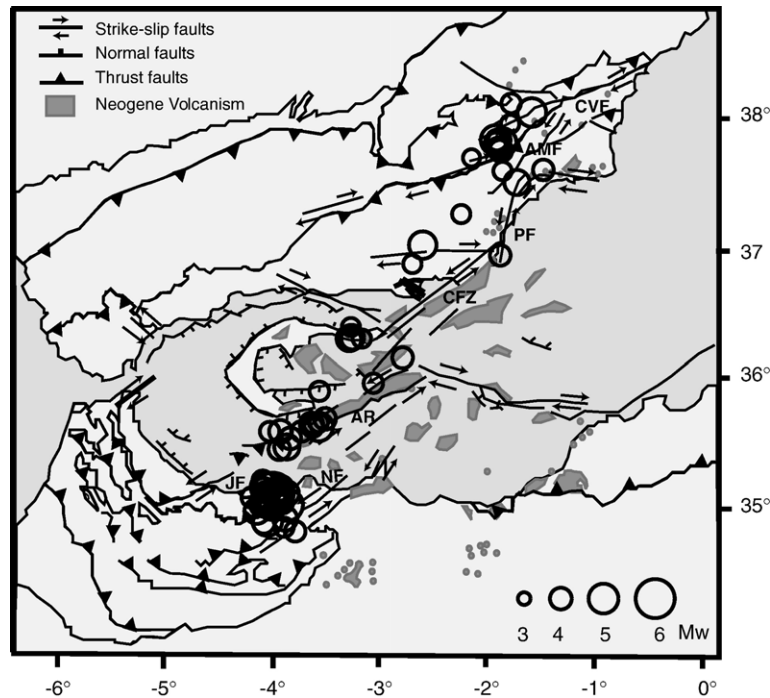 Strike-slip faults
Normal faults
Thrust faults
Neogene Volcanism
CVF
38°
AMF
PF
37
CFZ
36°
AR
JF
NF
35°
3 4 5 6 Mw
-6° -5° -4° -3° -2° -1° 0°